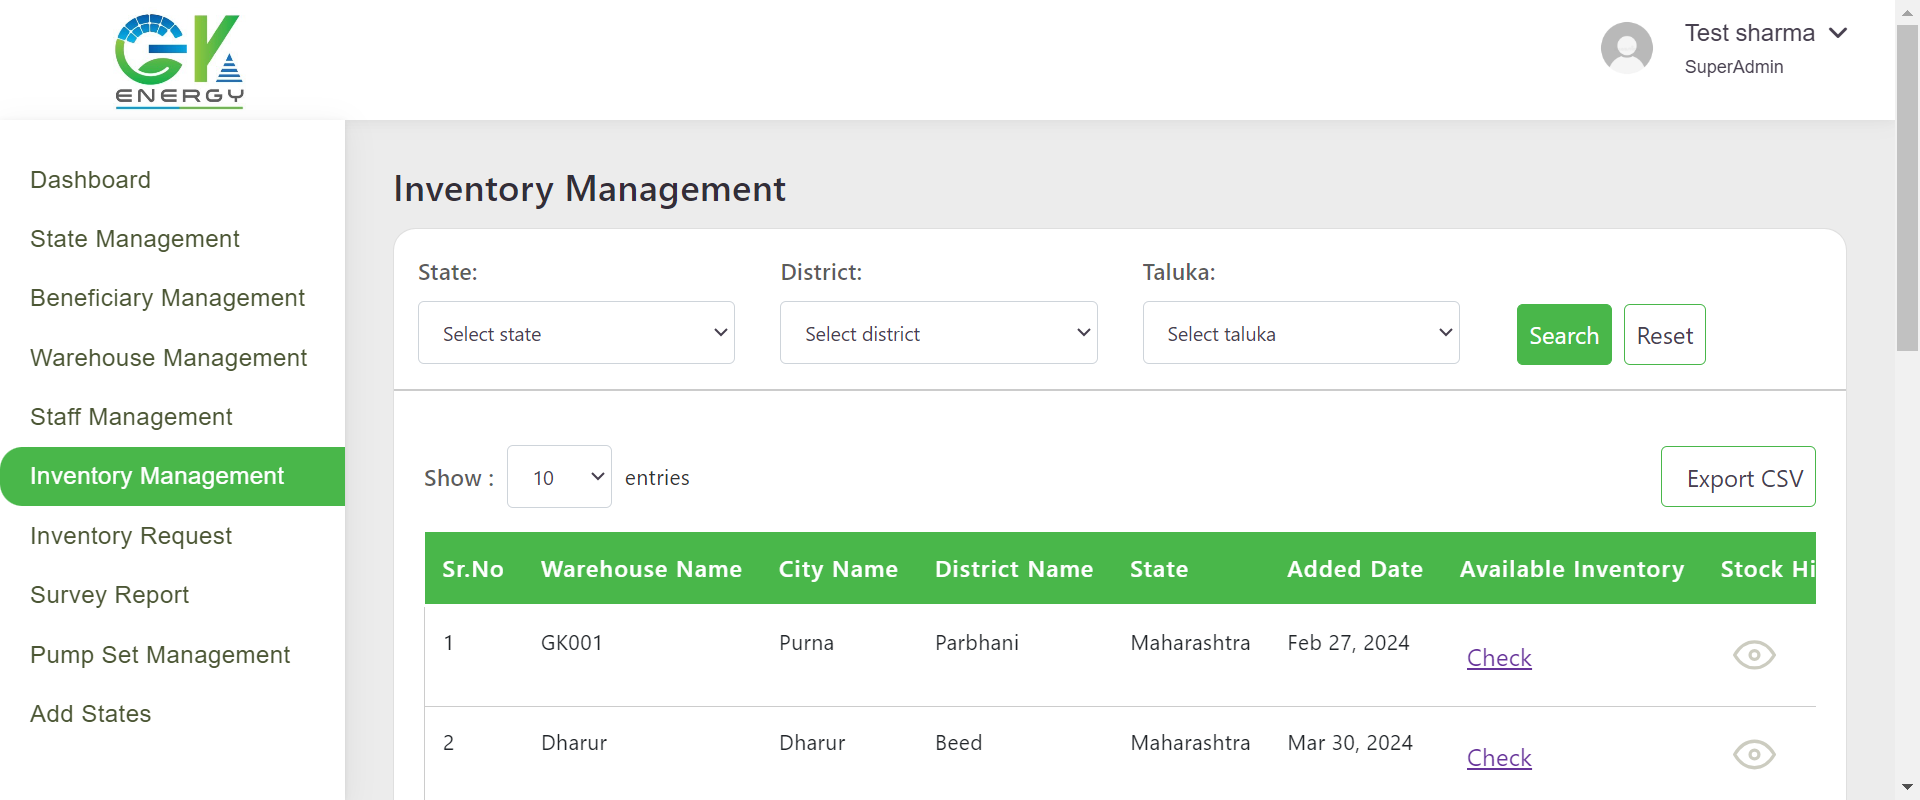 GK
ENERGY
Test sharma
SuperAdmin
Dashboard
State Management
Beneficiary Management
Warehouse Management
Staff Management
Inventory Management
Inventory Request
Survey Report
Pump Set Management
Add States
Inventory Management
State: District: Taluka:
Select state Select district Select taluka Search Reset
Show : 10 entries Export CSV
Sr.No Warehouse Name City Name District Name State Added Date Available Inventory Stock Hi
1 GK001 Purna Parbhani Maharashtra Feb 27, 2024 Check
2 Dharur Dharur Beed Maharashtra Mar 30, 2024 Check